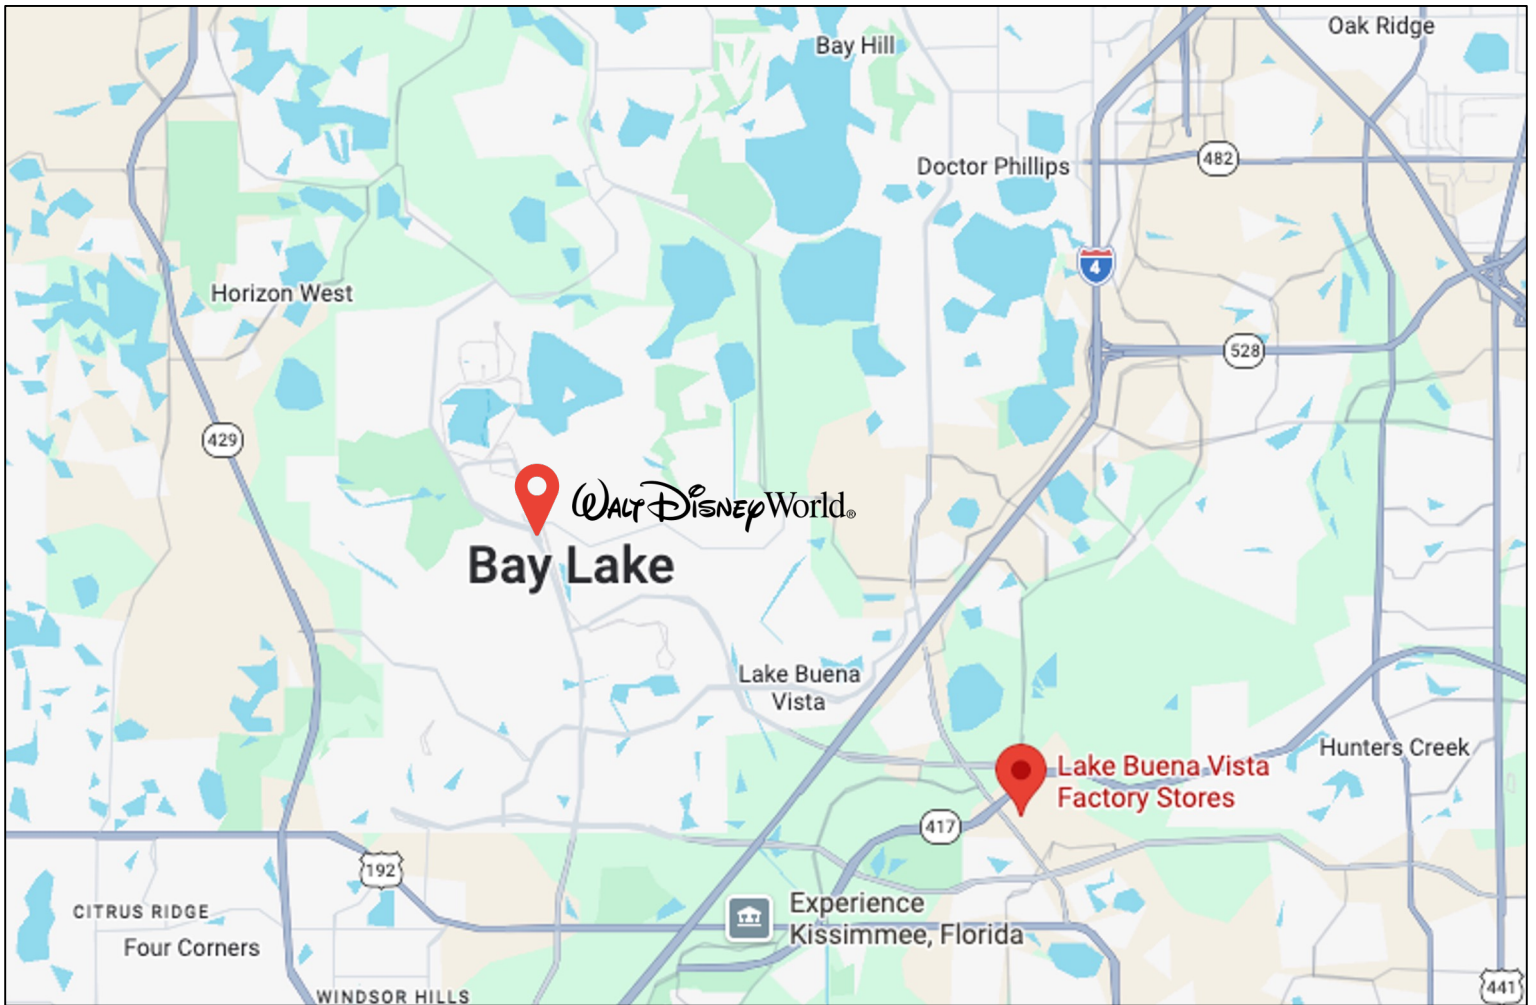 Oak Ridge
Bay Hill
Doctor Phillips
482
4
Horizon West
528
429
Walt Disney World®
Bay Lake
Lake Buena
Vista
Hunters Creek
Lake Buena Vista
Factory Stores
417
192
Experience
Kissimmee, Florida
CITRUS RIDGE
Four Corners
WINDSOR HILLS
441